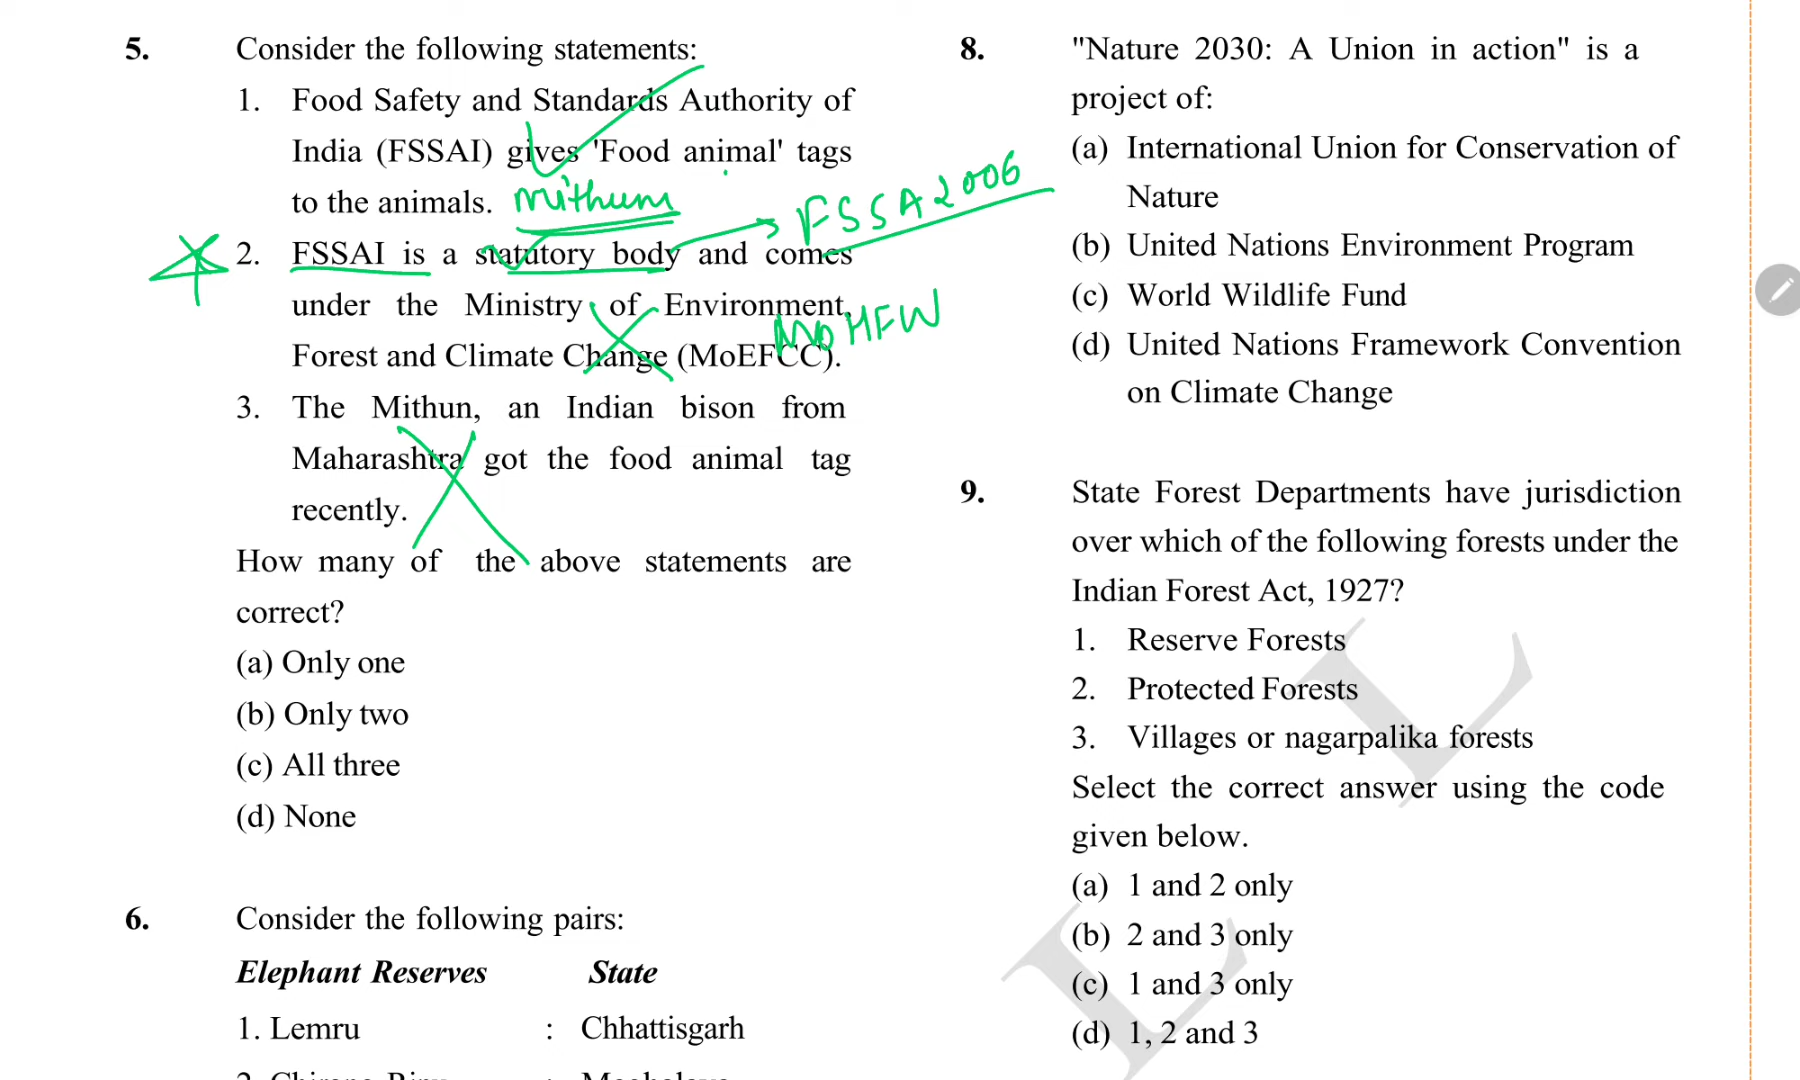 5. Consider the following statements:
1. Food Safety and Standards Authority of
India (FSSAI) gives 'Food animal' tags
to the animals. mithum
2. FSSAI is a statutory body and comes
FSSA 2006
under the Ministry of Environment,
Forest and Climate Change (MoEFCC).
MoHFW
3. The Mithun, an Indian bison from
Maharashtra got the food animal tag
recently.
How many of the above statements are
correct?
(a) Only one
(b) Only two
(c) All three
(d) None
6. Consider the following pairs:
Elephant Reserves State
1. Lemru : Chhattisgarh
8. "Nature 2030: A Union in action" is a
project of:
(a) International Union for Conservation of
Nature
(b) United Nations Environment Program
(c) World Wildlife Fund
(d) United Nations Framework Convention
on Climate Change
9. State Forest Departments have jurisdiction
over which of the following forests under the
Indian Forest Act, 1927?
1. Reserve Forests
2. Protected Forests
3. Villages or nagarpalika forests
Select the correct answer using the code
given below.
(a) 1 and 2 only
(b) 2 and 3 only
(c) 1 and 3 only
(d) 1, 2 and 3